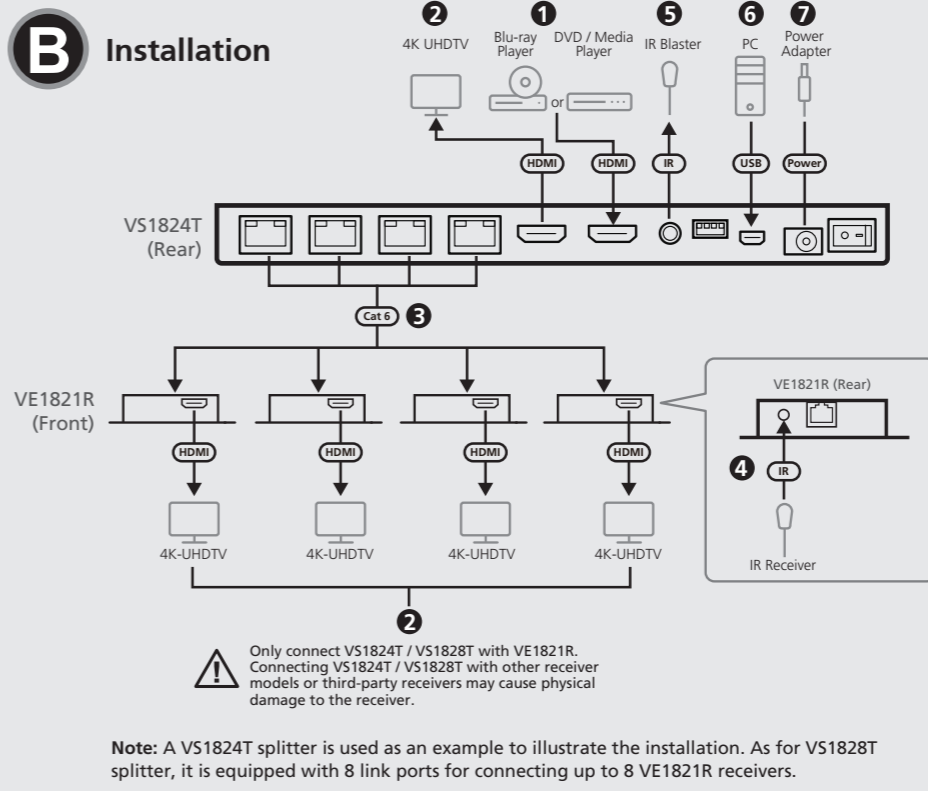 B Installation
2 1 5 6 7
4K UHDTV
Blu-ray
Player
DVD / Media
Player
IR Blaster
PC
Power
Adapter
or
HDMI HDMI IR USB Power
VS1824T
(Rear)
Cat 6 3
VE1821R
(Front)
HDMI HDMI HDMI HDMI
4K-UHDTV 4K-UHDTV 4K-UHDTV 4K-UHDTV
VE1821R (Rear)
4 IR
IR Receiver
2
Only connect VS1824T / VS1828T with VE1821R.
Connecting VS1824T / VS1828T with other receiver
models or third-party receivers may cause physical
damage to the receiver.
Note: A VS1824T splitter is used as an example to illustrate the installation. As for VS1828T
splitter, it is equipped with 8 link ports for connecting up to 8 VE1821R receivers.